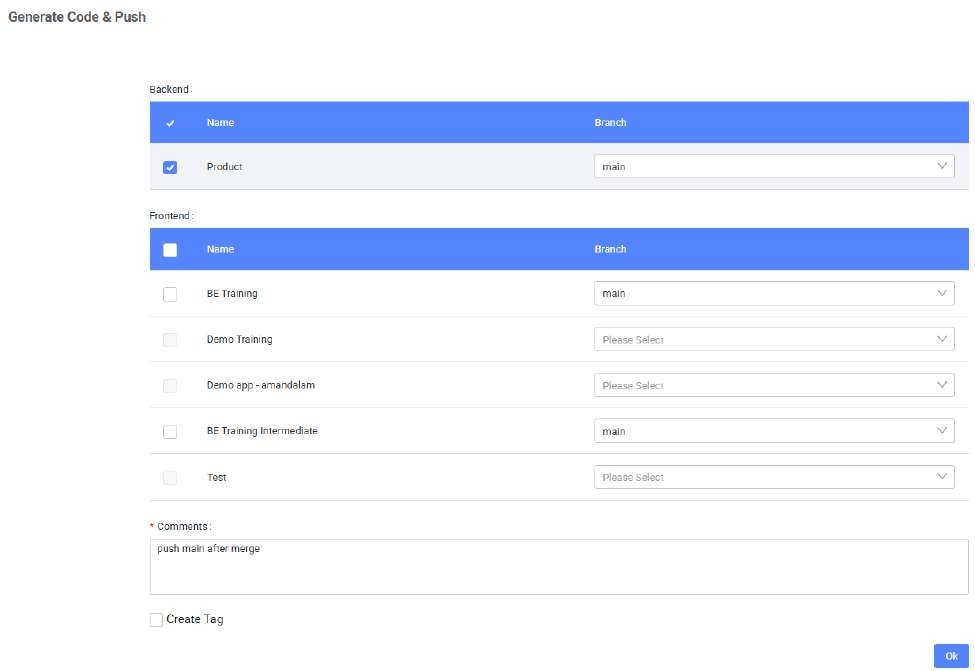 Generate Code & Push
Backend :
Name Branch
Product main
Frontend :
Name Branch
BE Training main
Demo Training Please Select
Demo app - amandalam Please Select
BE Training Intermediate main
Test Please Select
* Comments :
push main after merge
Create Tag
Ok